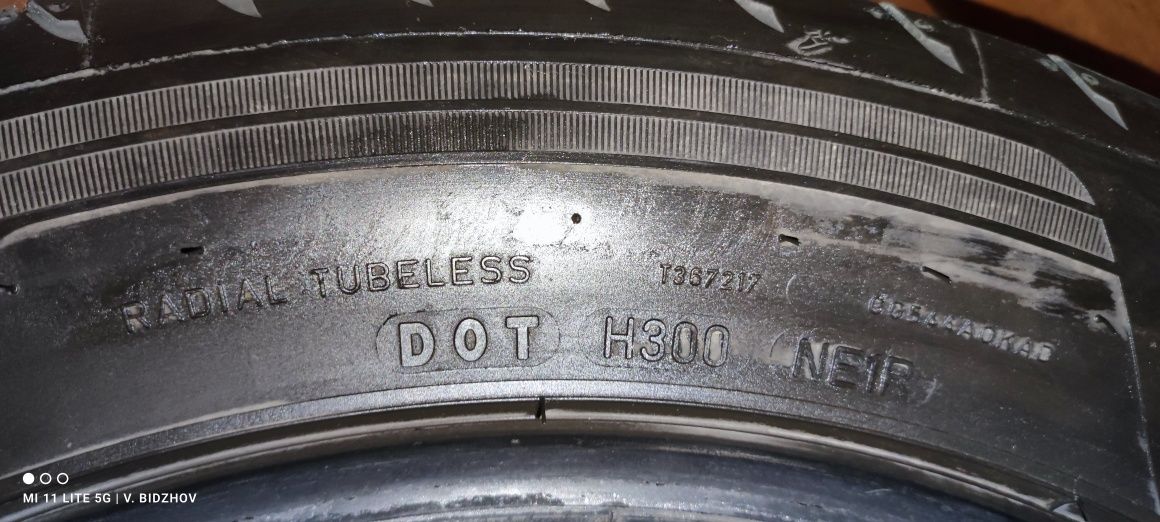 RADIAL TUBELESS T367217
DOT H300 NE1R
MI 11 LITE 5G | V. BIDZHOV